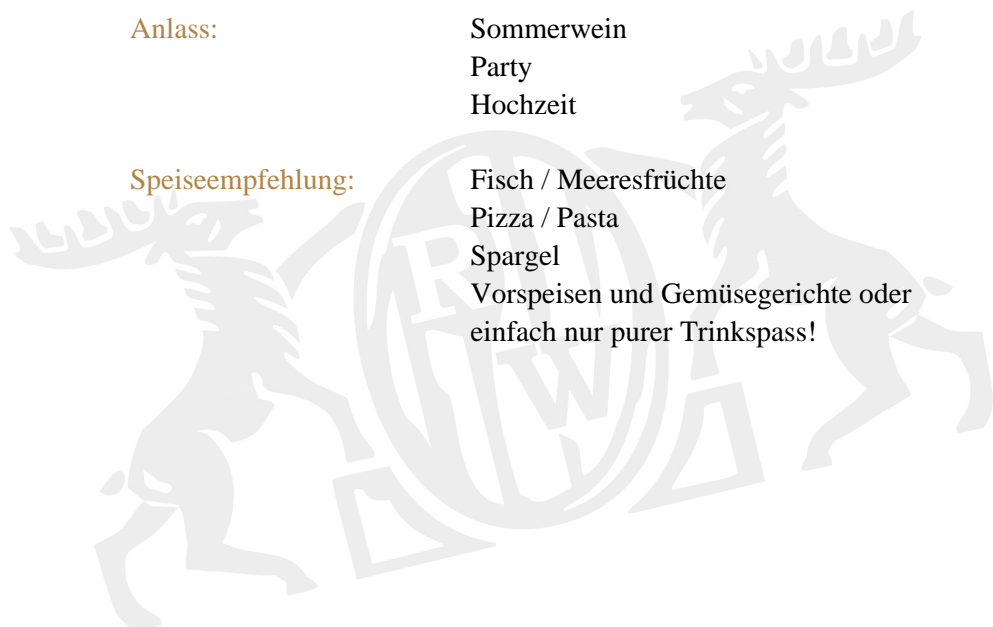 Anlass: Sommerwein
Party
Hochzeit
Speiseempfehlung: Fisch / Meeresfrüchte
Pizza / Pasta
Spargel
Vorspeisen und Gemüsegerichte oder
einfach nur purer Trinkspass!
R
W